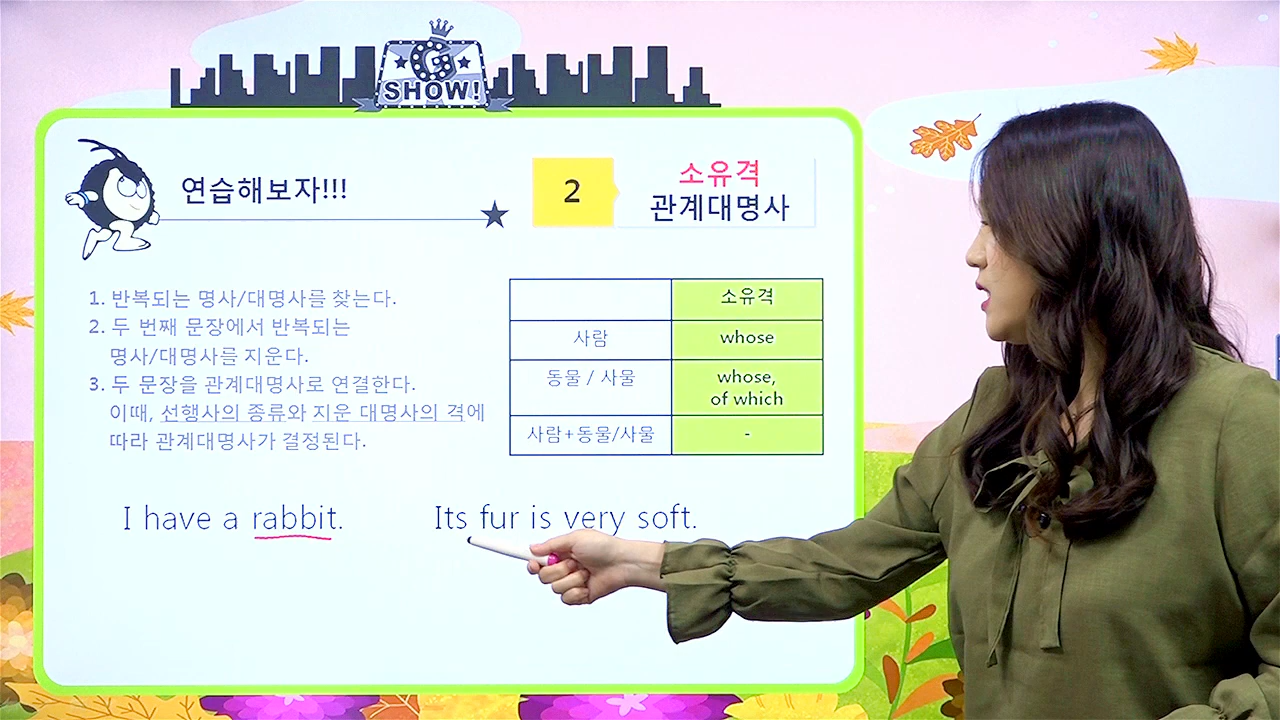 G
SHOW!
연습해보자!!!
2
소유격
관계대명사
1. 반복되는 명사/대명사를 찾는다.
2. 두 번째 문장에서 반복되는
명사/대명사를 지운다.
3. 두 문장을 관계대명사로 연결한다.
이때, 선행사의 종류와 지운 대명사의 격에
따라 관계대명사가 결정된다.
소유격
사람 whose
동물 / 사물 whose,
of which
사람+동물/사물 -
I have a rabbit. Its fur is very soft.